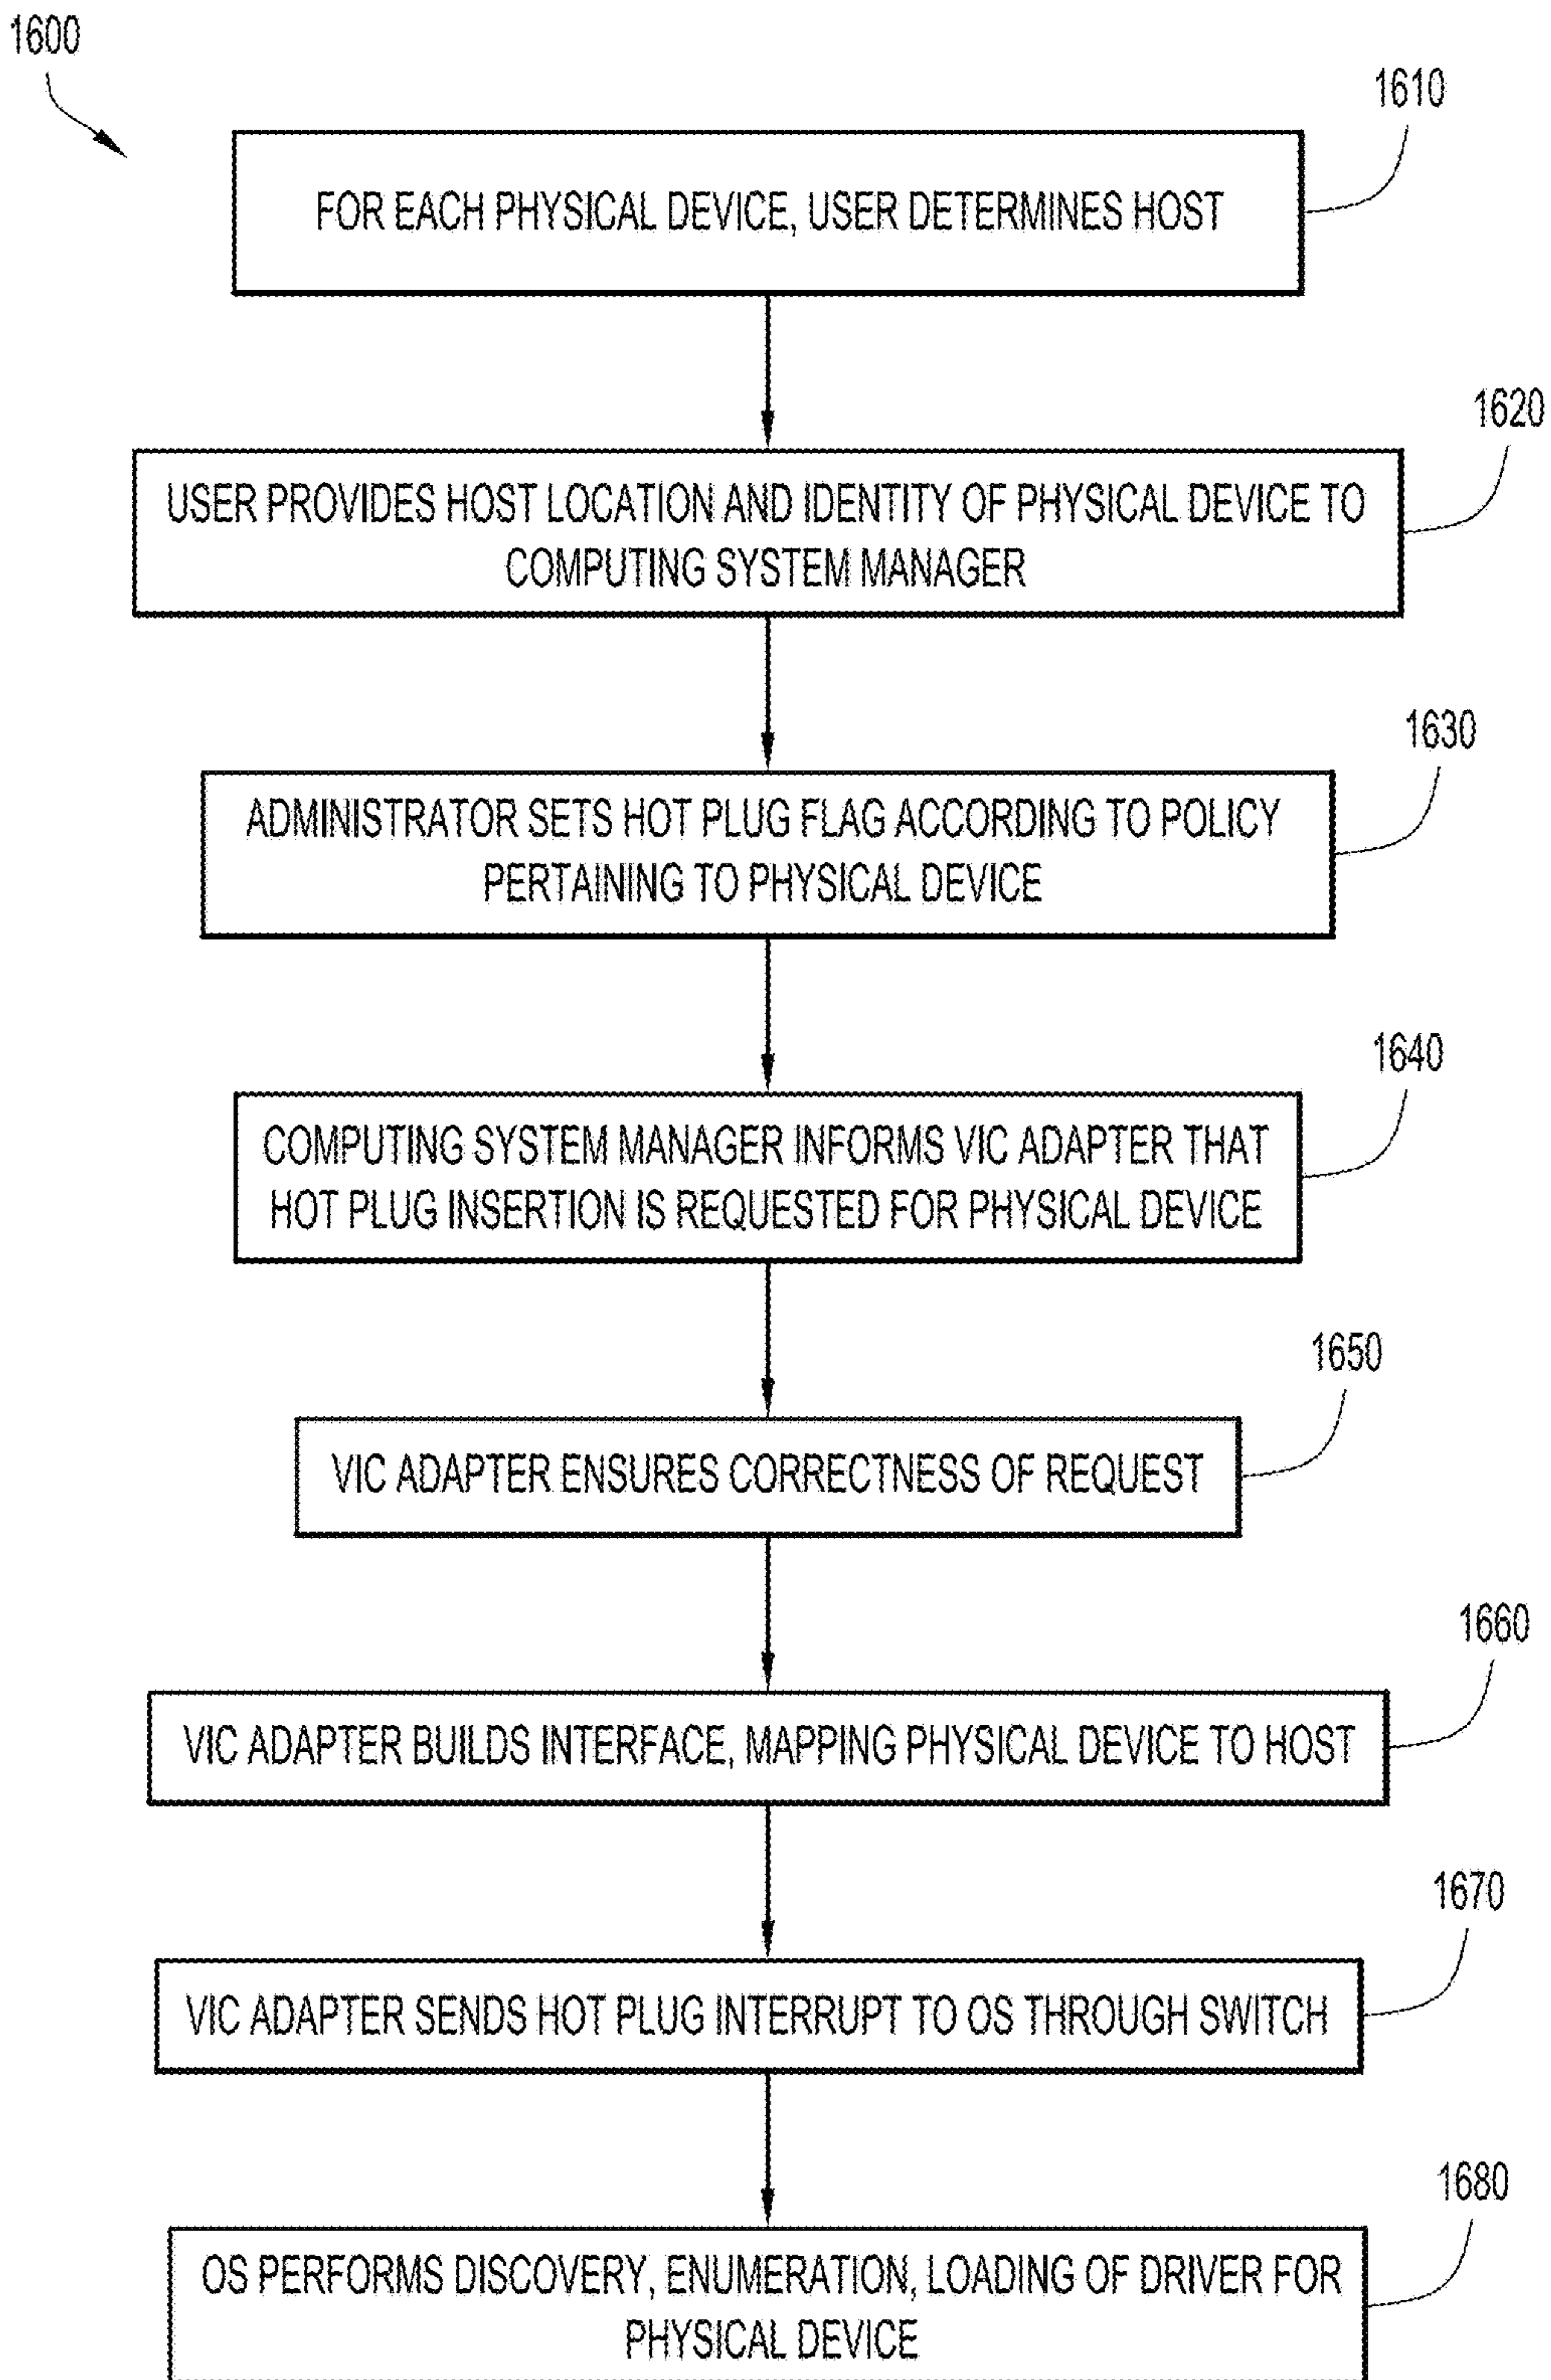 1600
1610
FOR EACH PHYSICAL DEVICE, USER DETERMINES HOST
1620
USER PROVIDES HOST LOCATION AND IDENTITY OF PHYSICAL DEVICE TO
COMPUTING SYSTEM MANAGER
1630
ADMINISTRATOR SETS HOT PLUG FLAG ACCORDING TO POLICY
PERTAINING TO PHYSICAL DEVICE
1640
COMPUTING SYSTEM MANAGER INFORMS VIC ADAPTER THAT
HOT PLUG INSERTION IS REQUESTED FOR PHYSICAL DEVICE
1650
VIC ADAPTER ENSURES CORRECTNESS OF REQUEST
1660
VIC ADAPTER BUILDS INTERFACE, MAPPING PHYSICAL DEVICE TO HOST
1670
VIC ADAPTER SENDS HOT PLUG INTERRUPT TO OS THROUGH SWITCH
1680
OS PERFORMS DISCOVERY, ENUMERATION, LOADING OF DRIVER FOR
PHYSICAL DEVICE